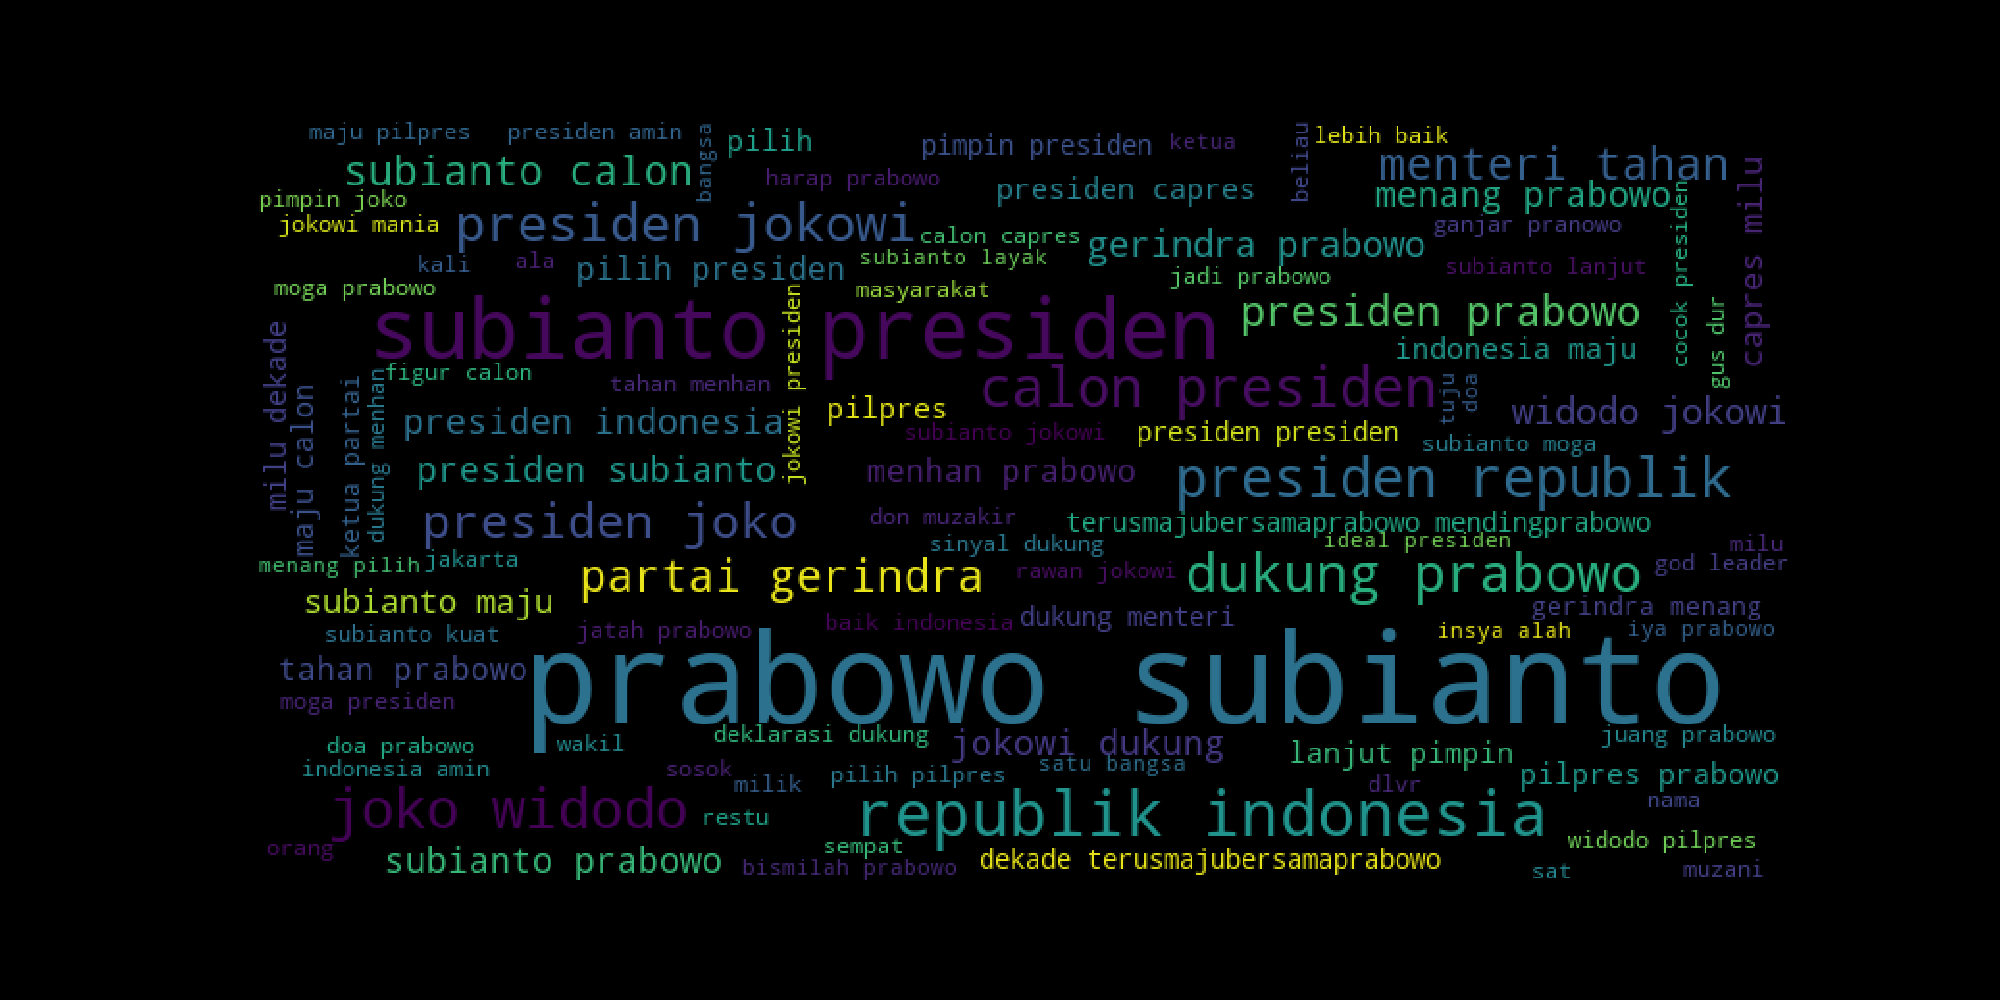 maju pilpres
presiden amin
bangsa
pilih
pimpin presiden
ketua
beliau
lebih baik
subianto calon
harap prabowo
presiden capres
menteri tahan
menang prabowo
capres milu
pimpin joko
jokowi mania
presiden jokowi
calon capres
gerindra prabowo
ganjar pranowo
cocok presiden
kali
ala
pilih presiden
subianto layak
jadi prabowo
subianto lanjut
moga prabowo
masyarakat
subianto presiden
jokowi presiden
presiden prabowo
gus dur
milu dekade
indonesia maju
figur calon
tahan menhan
calon presiden
tuju
doa
maju calon
ketua partai
dukung menhan
presiden indonesia
pilpres
widodo jokowi
subianto jokowi
presiden presiden
subianto moga
presiden subianto
menhan prabowo
presiden republik
presiden joko
don muzakir
terusmajubersamaprabowo mendingprabowo
sinyal dukung
ideal presiden
milu
menang pilih
jakarta
partai gerindra
rawan jokowi
dukung prabowo
god leader
subianto maju
baik indonesia
dukung menteri
gerindra menang
subianto kuat
jatah prabowo
insya alah
iya prabowo
tahan prabowo
prabowo subianto
moga presiden
doa prabowo
wakil
deklarasi dukung
jokowi dukung
lanjut pimpin
juang prabowo
indonesia amin
sosok
milik
pilih pilpres
satu bangsa
dlvr
pilpres prabowo
joko widodo
restu
republik indonesia
nama
orang
subianto prabowo
sempat
bismilah prabowo
dekade terusmajubersamaprabowo
widodo pilpres
sat
muzani